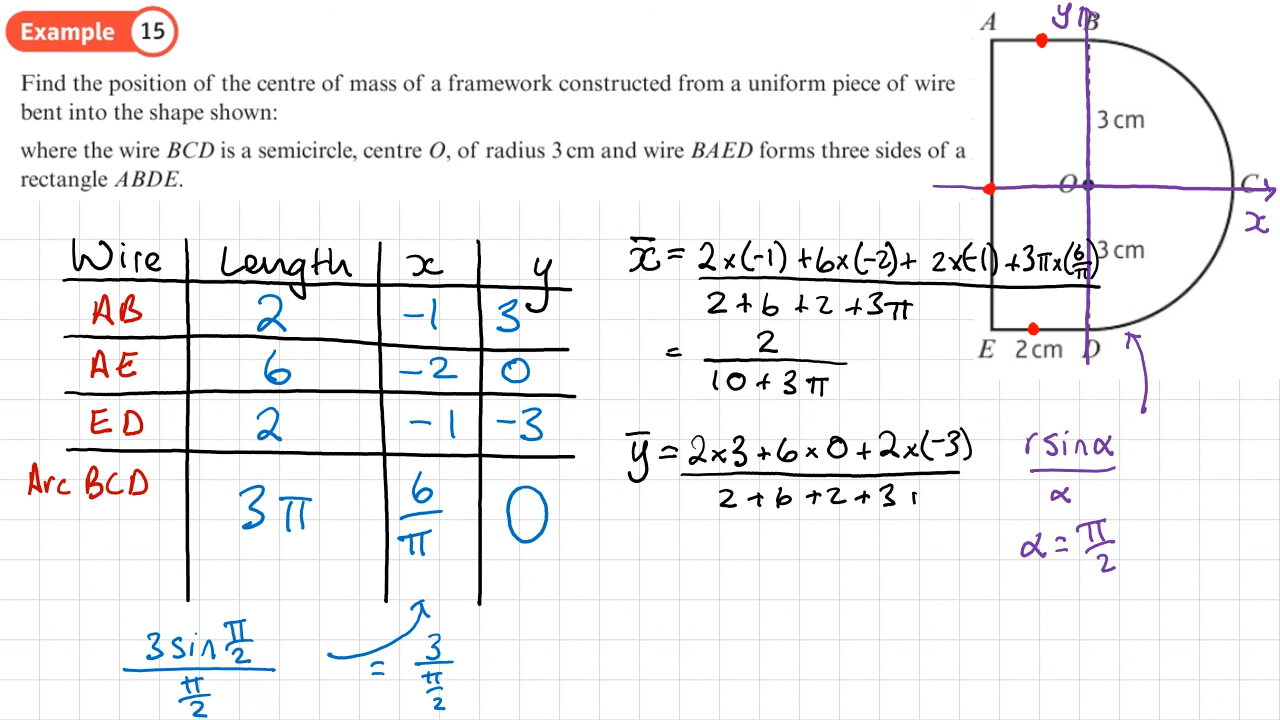 Example 15
Find the position of the centre of mass of a framework constructed from a uniform piece of wire
bent into the shape shown:
where the wire BCD is a semicircle, centre O, of radius 3 cm and wire BAED forms three sides of a
rectangle ABDE.
A y B
3 cm
O C
x
3 cm
E 2 cm D
Wire Length x y
AB 2 -1 3
AE 6 -2 0
ED 2 -1 -3
Arc BCD 3π 6/π 0
3 sin π/2 / π/2 = 3 / π/2
x̄ = 2×(-1) + 6×(-2) + 2×(-1) + 3π×(6/π) / 2 + 6 + 2 + 3π
= 2 / 10 + 3π
ȳ = 2×3 + 6×0 + 2×(-3) / 2 + 6 + 2 + 3
r sin α / α
α = π/2